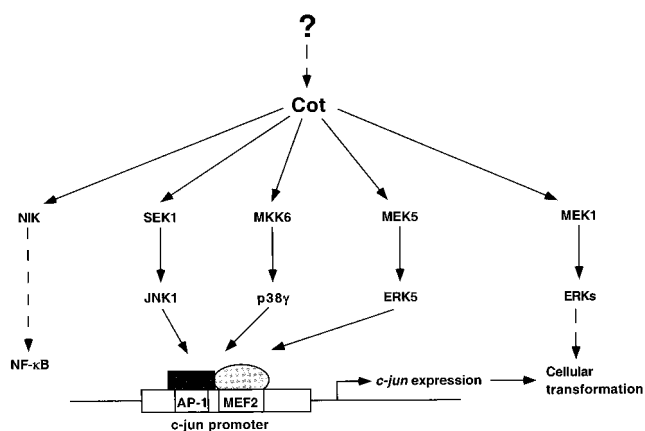 ?
Cot
NIK SEK1 MKK6 MEK5 MEK1
JNK1 p38γ ERK5 ERKs
NF-κB
c-jun expression
Cellular
transformation
AP-1 MEF2
c-jun promoter